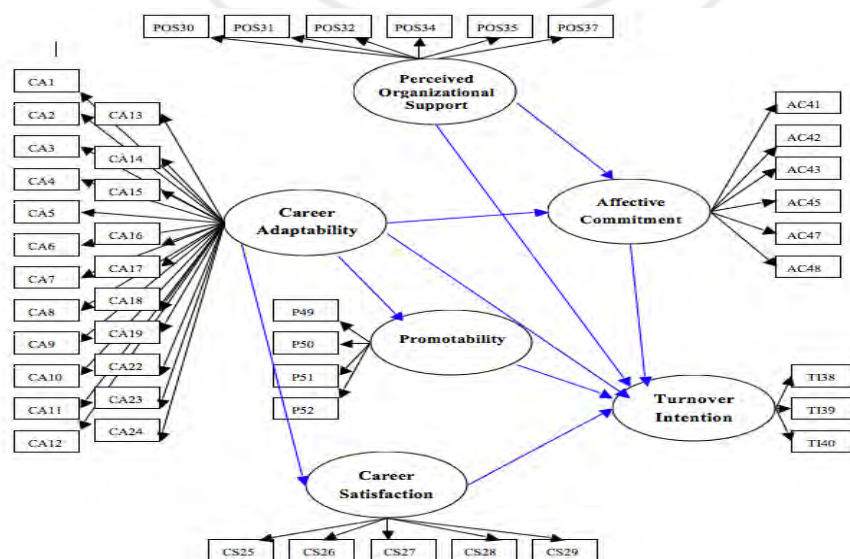 POS30 POS31 POS32 POS34 POS35 POS37
Perceived
Organizational
Support
CA1
CA2
CA3
CA4
CA5
CA6
CA7
CA8
CA9
CA10
CA11
CA12
CA13
CA14
CA15
CA16
CA17
CA18
CA19
CA22
CA23
CA24
Career
Adaptability
Affective
Commitment
AC41
AC42
AC43
AC45
AC47
AC48
P49
P50
P51
P52
Promotability
Turnover
Intention
TI38
TI39
TI40
Career
Satisfaction
CS25 CS26 CS27 CS28 CS29